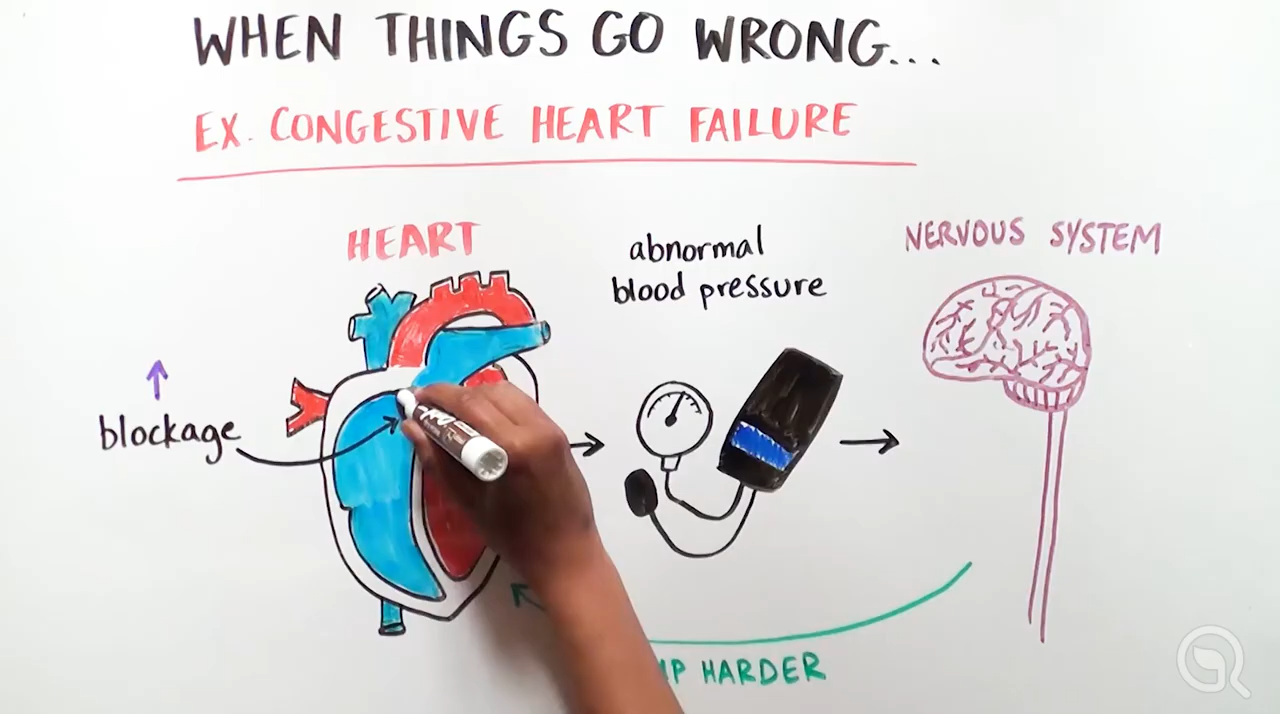 WHEN THINGS GO WRONG...
EX. CONGESTIVE HEART FAILURE
HEART
abnormal
blood pressure
NERVOUS SYSTEM
blockage
HARDER